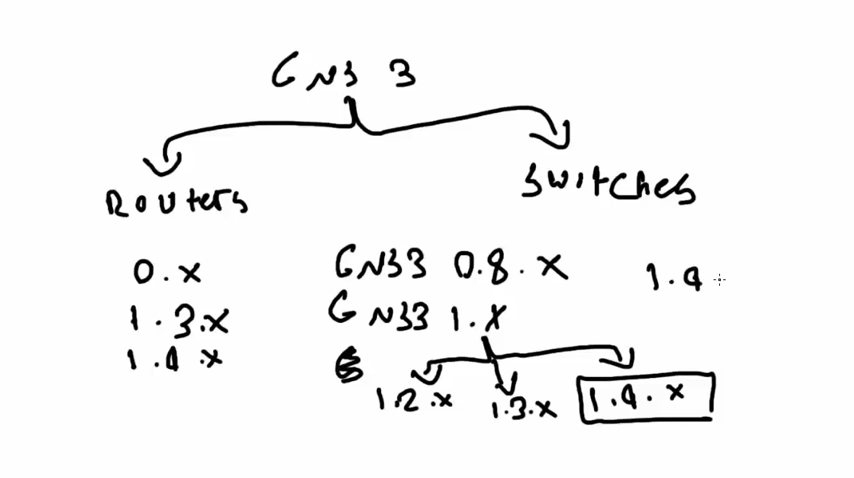 GNS 3
Routers
Switches
0.x
GNS3 0.8.x
1.4
1.3.x
GNS3 1.x
1.4.x
1.2.x
1.3.x
1.4.x